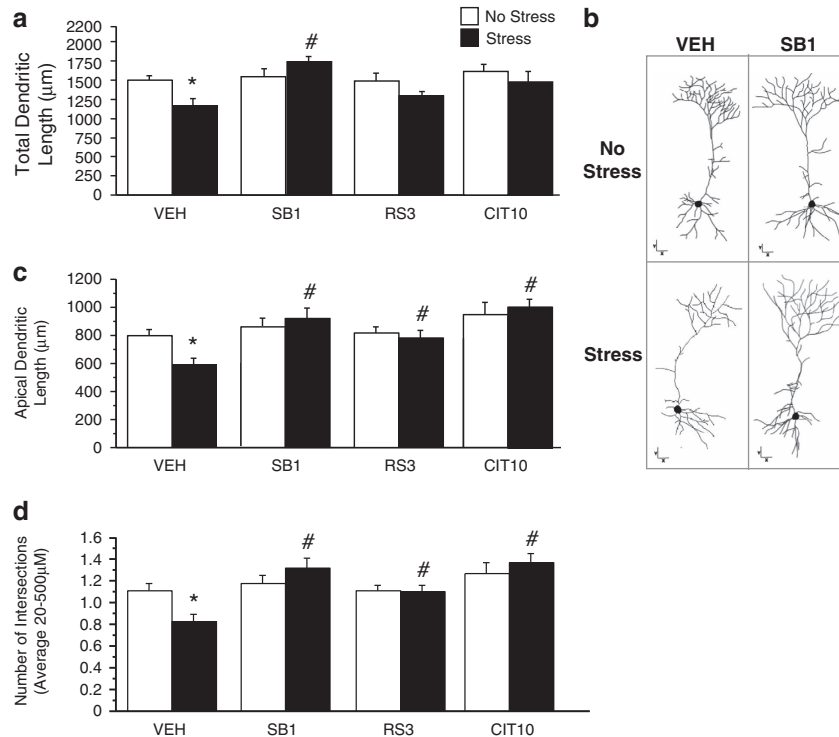 a
Total Dendritic
Length (μm)
2200
2000
1750
1500
1250
1000
750
500
250
0
No Stress
Stress
*
#
VEH
SB1
RS3
CIT10
b
VEH
SB1
No
Stress
Stress
Y
X
Y
X
Y
X
Y
X
c
Apical Dendritic
Length (μm)
1200
1000
800
600
400
200
0
*
#
#
#
VEH
SB1
RS3
CIT10
d
Number of Intersections
(Average 20-500μM)
1.6
1.4
1.2
1.0
0.8
0.6
0.4
0.2
0
*
#
#
#
VEH
SB1
RS3
CIT10